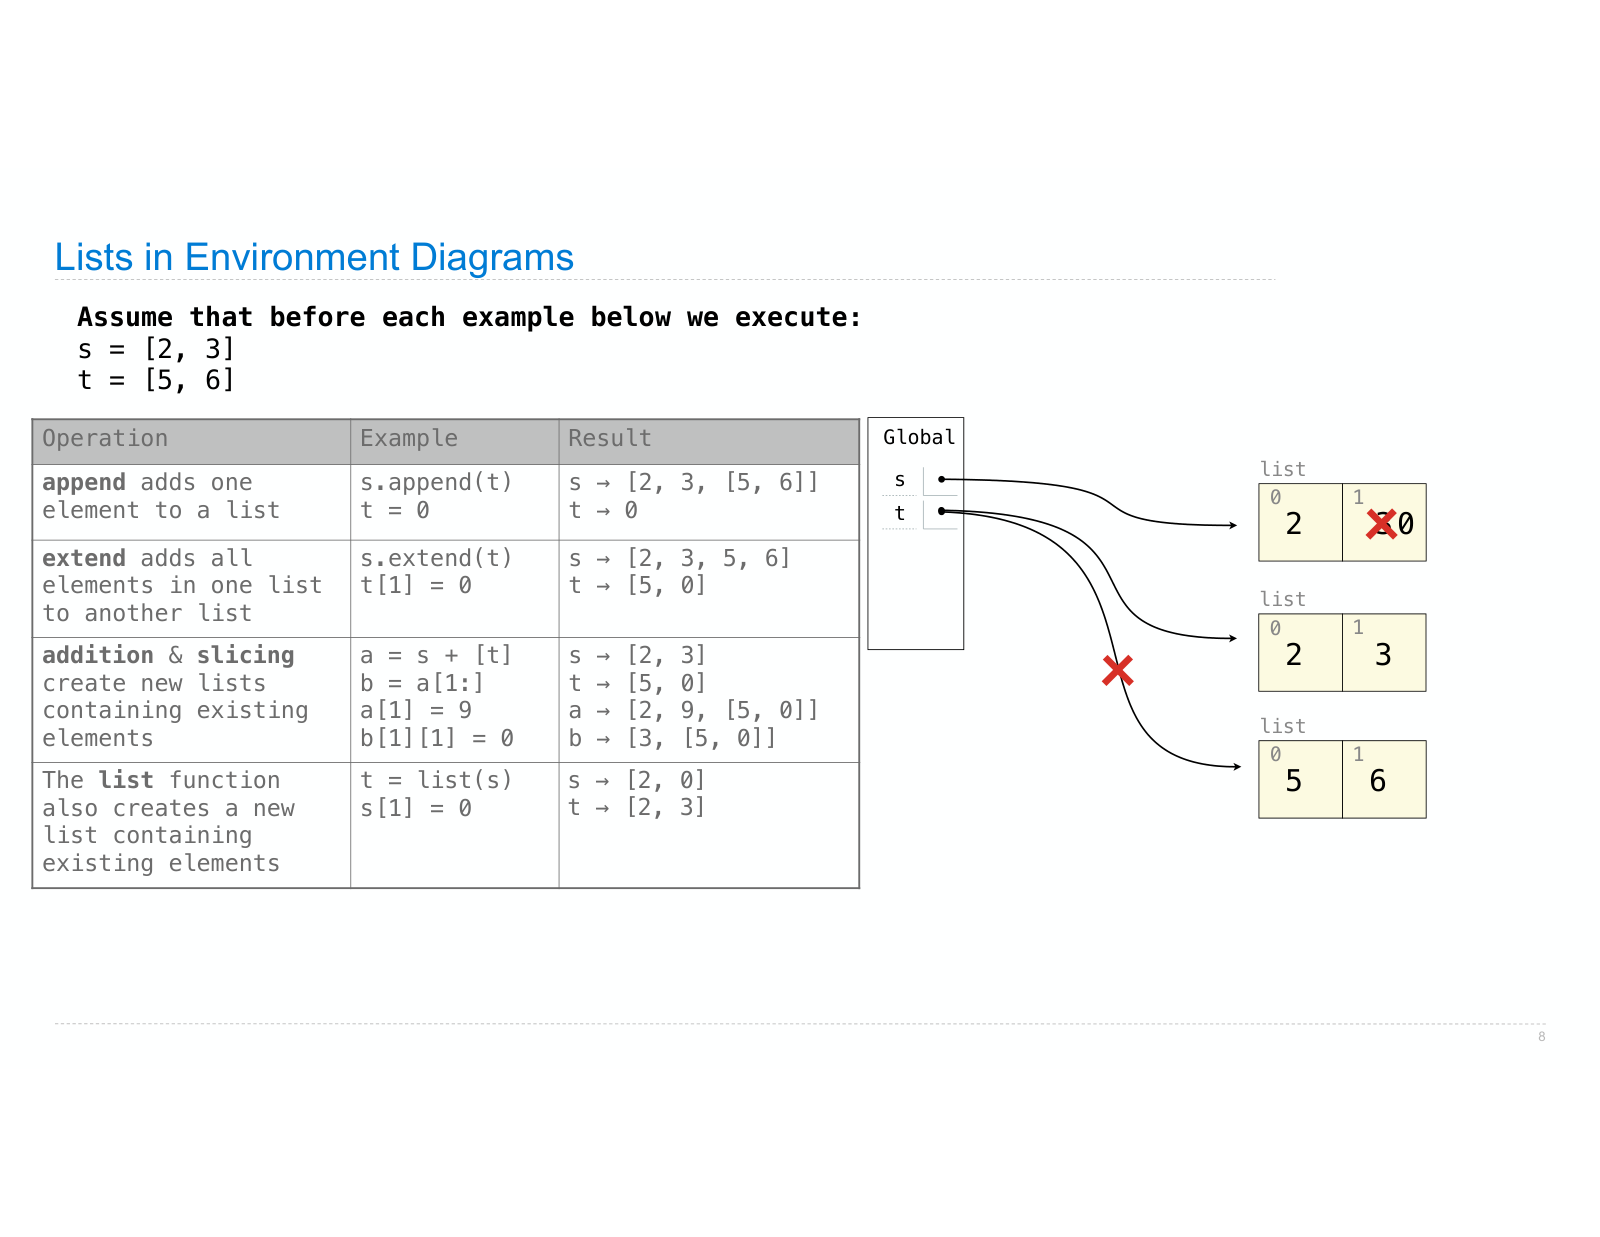 Lists in Environment Diagrams
Assume that before each example below we execute:
s = [2, 3]
t = [5, 6]
Operation
Example
Result
append adds one
element to a list
s.append(t)
t = 0
s → [2, 3, [5, 6]]
t → 0
extend adds all
elements in one list
to another list
s.extend(t)
t[1] = 0
s → [2, 3, 5, 6]
t → [5, 0]
addition & slicing
create new lists
containing existing
elements
a = s + [t]
b = a[1:]
a[1] = 9
b[1][1] = 0
s → [2, 3]
t → [5, 0]
a → [2, 9, [5, 0]]
b → [3, [5, 0]]
The list function
also creates a new
list containing
existing elements
t = list(s)
s[1] = 0
s → [2, 0]
t → [2, 3]
Global
s
t
list
0 1
2 3 0
list
0 1
2 3
list
0 1
5 6
8